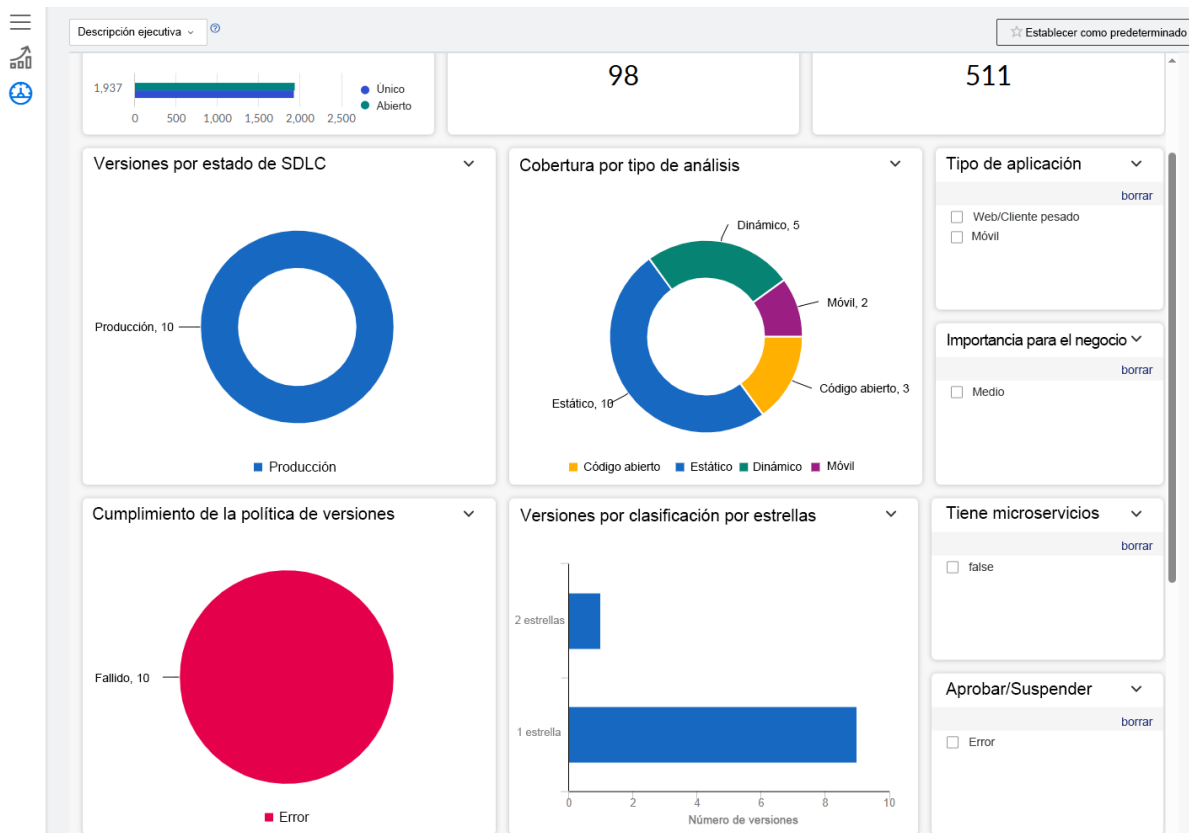 Descripción ejecutiva
Establecer como predeterminado
1,937
0 500 1,000 1,500 2,000 2,500
Único
Abierto
98
511
Versiones por estado de SDLC
Producción, 10
Producción
Cobertura por tipo de análisis
Dinámico, 5
Móvil, 2
Código abierto, 3
Estático, 10
Código abierto Estático Dinámico Móvil
Tipo de aplicación
borrar
Web/Cliente pesado
Móvil
Importancia para el negocio
borrar
Medio
Cumplimiento de la política de versiones
Fallido, 10
Error
Versiones por clasificación por estrellas
2 estrellas
1 estrella
0 2 4 6 8 10
Número de versiones
Tiene microservicios
borrar
false
Aprobar/Suspender
borrar
Error